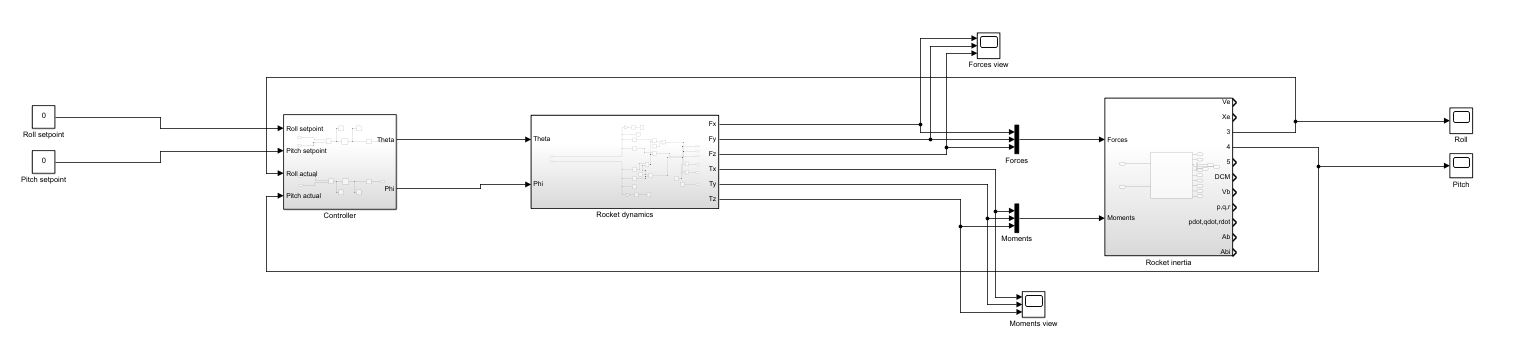 0
Roll setpoint
0
Pitch setpoint
Roll setpoint
Pitch setpoint
Roll actual
Pitch actual
Theta
Phi
Controller
Theta
Phi
Fx
Fy
Fz
Tx
Ty
Tz
Rocket dynamics
Forces view
Forces
Moments
Moments view
Forces
Moments
Ve
Xe
3
4
5
DCM
Vb
p,q,r
pdot,qdot,rdot
Ab
Abi
Rocket inertia
Roll
Pitch